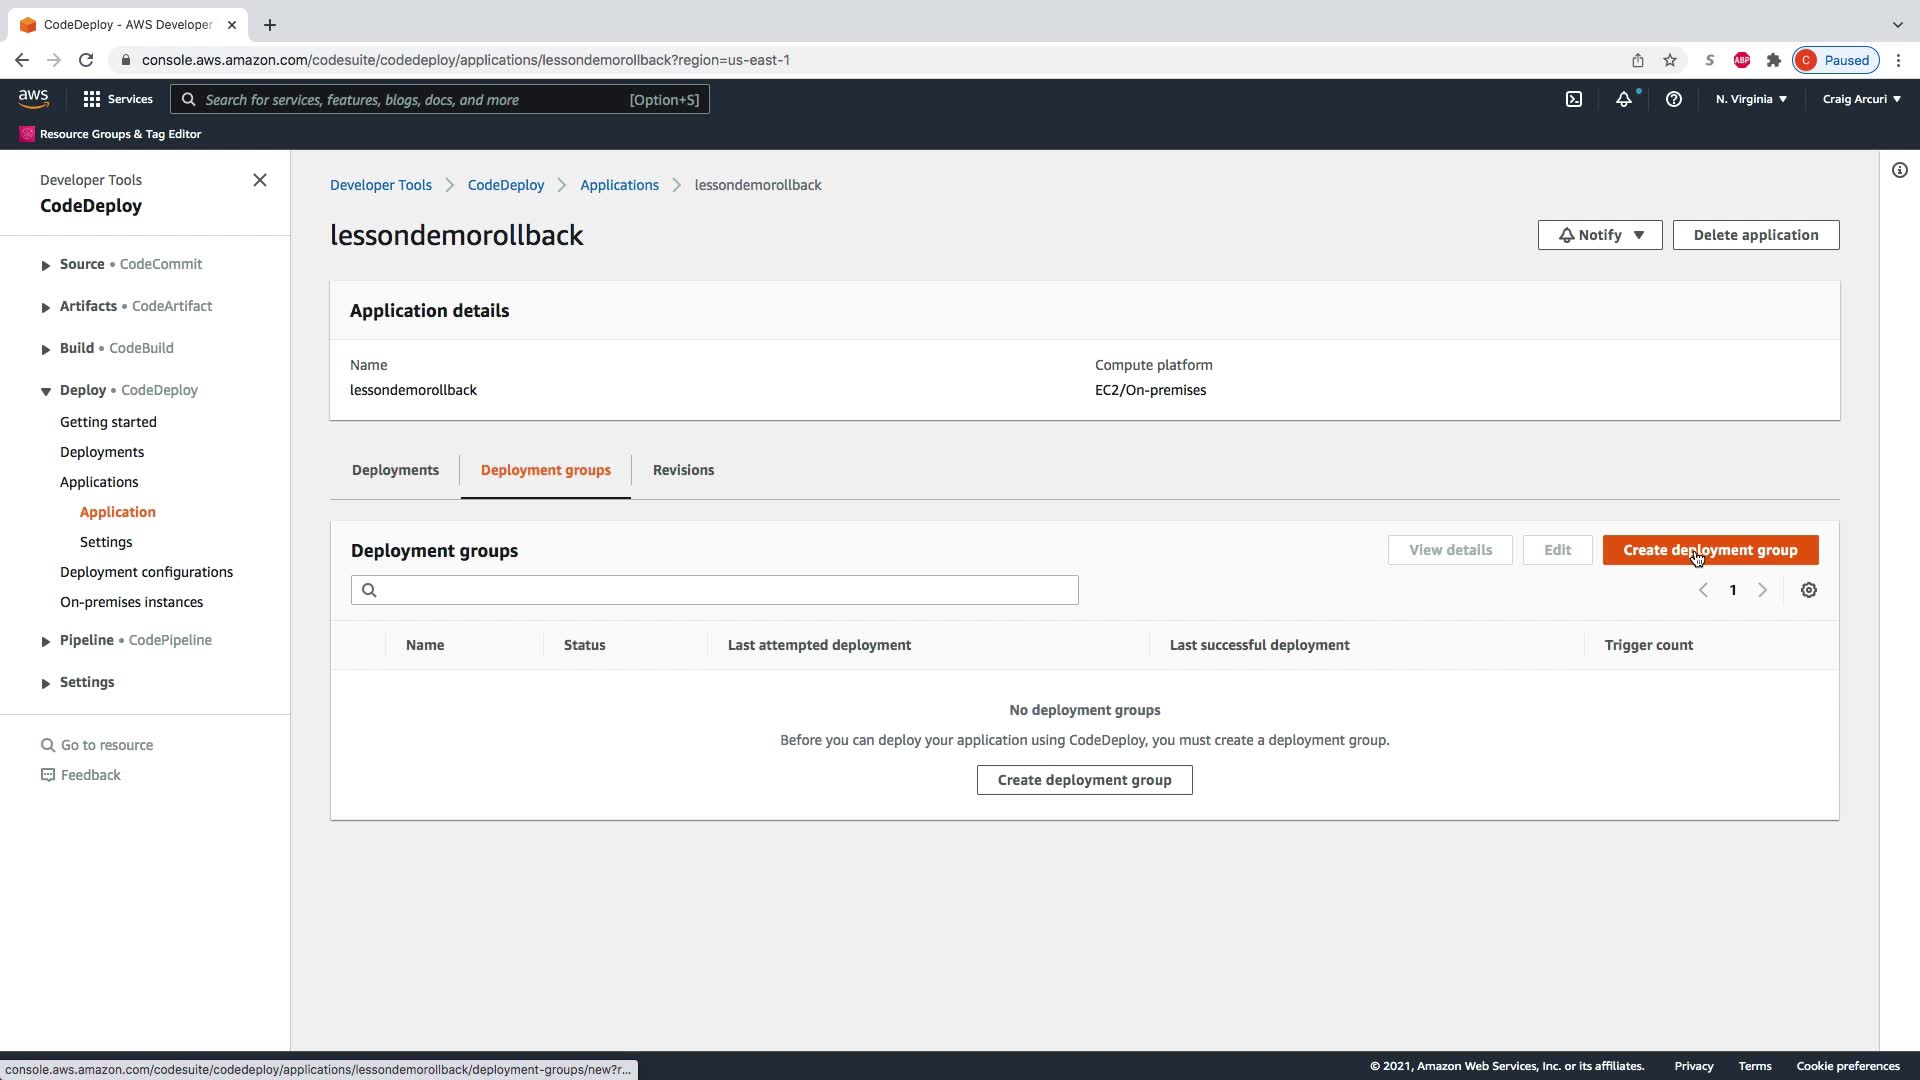 CodeDeploy - AWS Developer
console.aws.amazon.com/codesuite/codedeploy/applications/lessondemorollback?region=us-east-1
S
ABP
C Paused
aws
Services
Search for services, features, blogs, docs, and more [Option+S]
N. Virginia
Craig Arcuri
Resource Groups & Tag Editor
Developer Tools
CodeDeploy
Source • CodeCommit
Artifacts • CodeArtifact
Build • CodeBuild
Deploy • CodeDeploy
Getting started
Deployments
Applications
Application
Settings
Deployment configurations
On-premises instances
Pipeline • CodePipeline
Settings
Go to resource
Feedback
Developer Tools > CodeDeploy > Applications > lessondemorollback
lessondemorollback
Notify
Delete application
Application details
Name
lessondemorollback
Compute platform
EC2/On-premises
Deployments
Deployment groups
Revisions
Deployment groups
View details
Edit
Create deployment group
1
Name
Status
Last attempted deployment
Last successful deployment
Trigger count
No deployment groups
Before you can deploy your application using CodeDeploy, you must create a deployment group.
Create deployment group
console.aws.amazon.com/codesuite/codedeploy/applications/lessondemorollback/deployment-groups/new?r...
© 2021, Amazon Web Services, Inc. or its affiliates.
Privacy
Terms
Cookie preferences